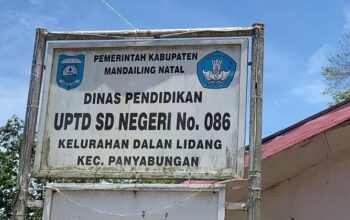 PEMERINTAH KABUPATEN
MANDAILING NATAL
DINAS PENDIDIKAN
UPTD SD NEGERI No. 086
KELURAHAN DALAN LIDANG
KEC. PANYABUNGAN